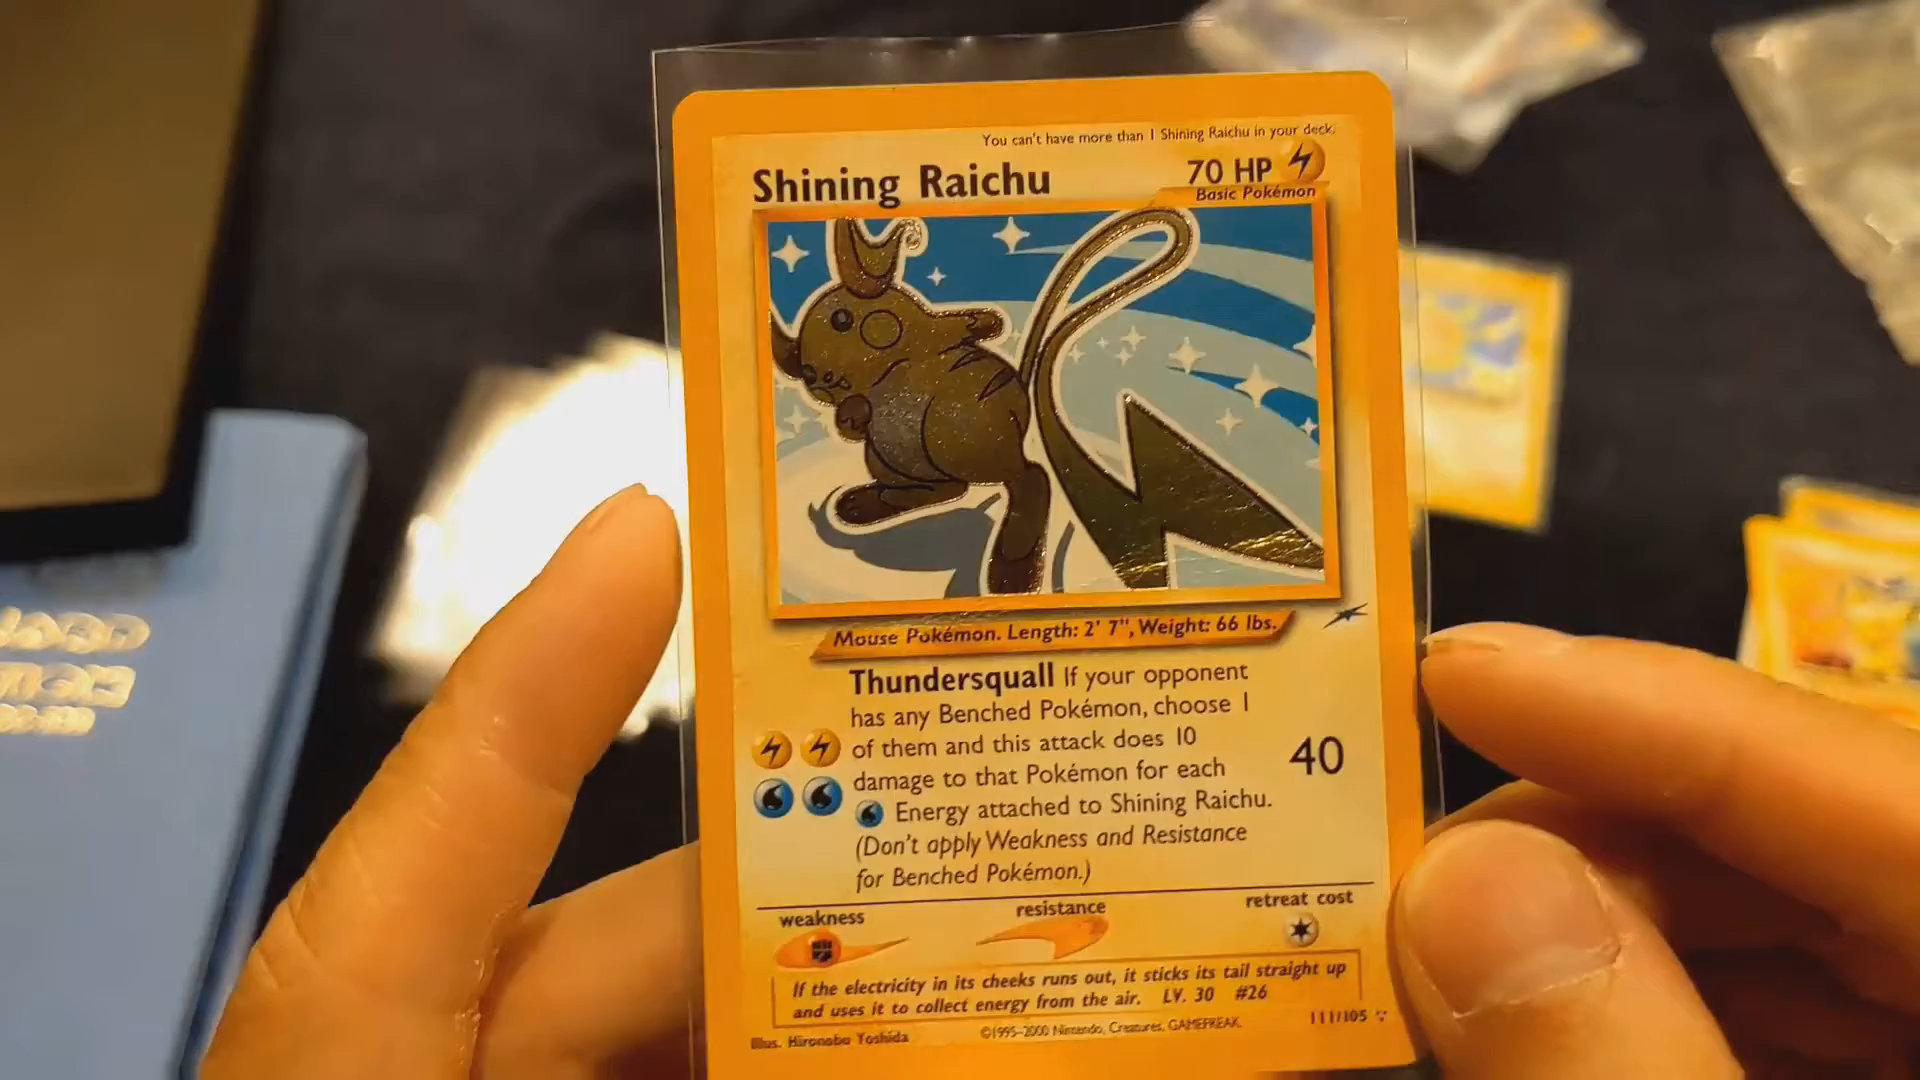 You can't have more than 1 Shining Raichu in your deck.
Shining Raichu
70 HP
Basic Pokémon
Mouse Pokémon. Length: 2' 7", Weight: 66 lbs.
Thundersquall If your opponent
has any Benched Pokémon, choose 1
of them and this attack does 10
damage to that Pokémon for each
Energy attached to Shining Raichu.
(Don't apply Weakness and Resistance
for Benched Pokémon.)
40
weakness
resistance
retreat cost
If the electricity in its cheeks runs out, it sticks its tail straight up
and uses it to collect energy from the air. LV. 30 #26
Illus. Hironobu Yoshida
©1995-2000 Nintendo, Creatures, GAMEFREAK.
111/105